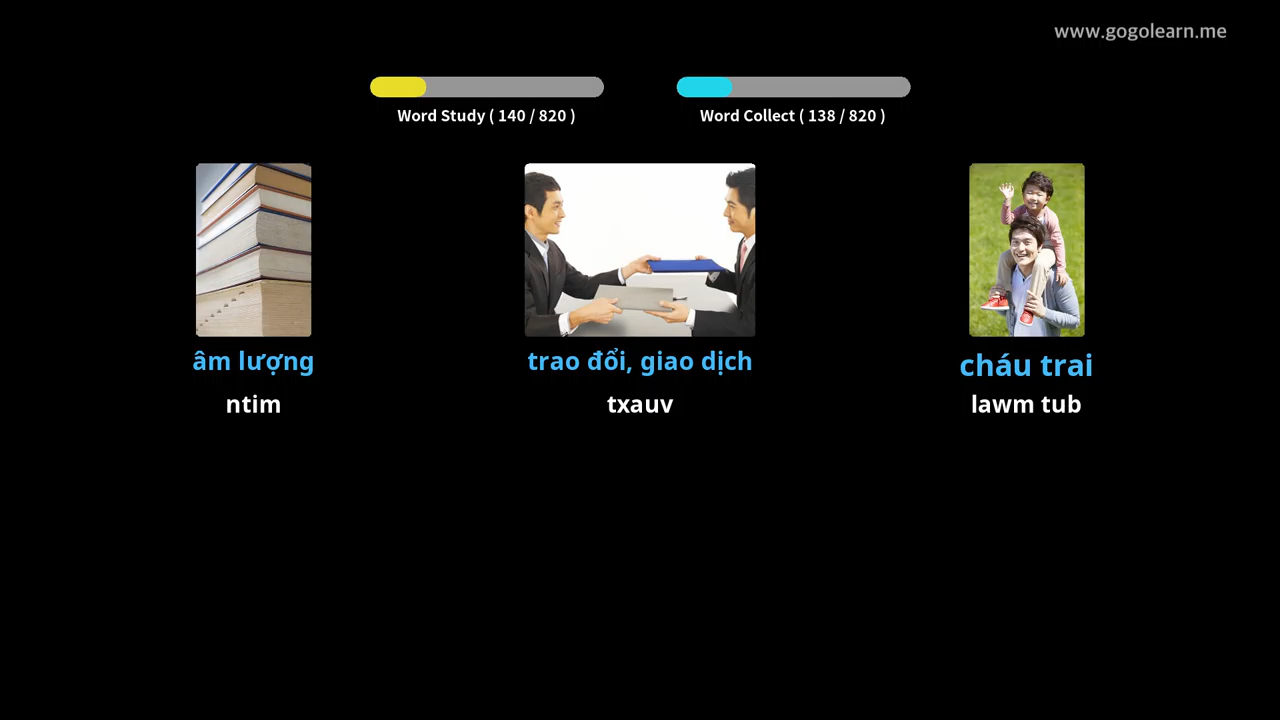 www.gogolearn.me
Word Study ( 140 / 820 )
Word Collect ( 138 / 820 )
âm lượng
trao đổi, giao dịch
cháu trai
ntim
txauv
lawm tub